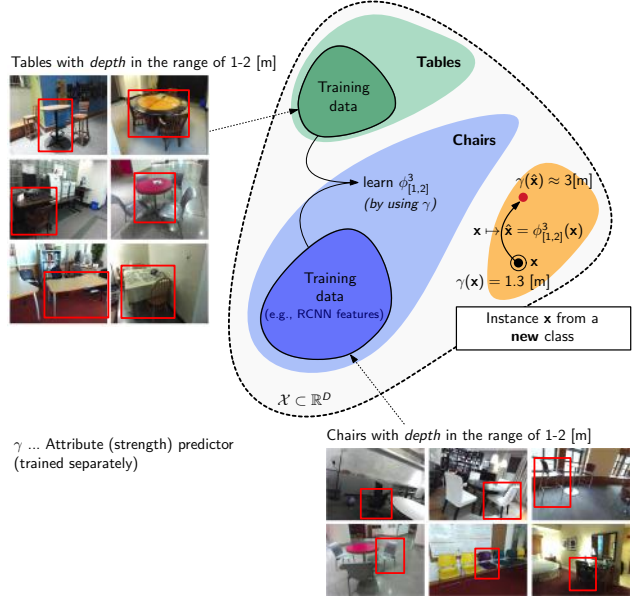 Tables with depth in the range of 1-2 [m]
Tables
Training
data
Chairs
learn ϕ³[1,2]
(by using γ)
γ(x̂) ≈ 3[m]
x ↦ x̂ = ϕ³[1,2](x)
x
γ(x) = 1.3 [m]
Training
data
(e.g., RCNN features)
Instance x from a
new class
𝒳 ⊂ ℝᴰ
γ ... Attribute (strength) predictor
(trained separately)
Chairs with depth in the range of 1-2 [m]